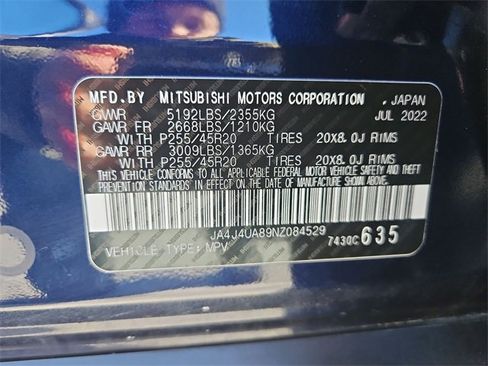 MFD.BY MITSUBISHI MOTORS CORPORATION . JAPAN
GVWR 5192LBS/2355KG JUL 2022
GAWR FR 2668LBS/1210KG
WITH P255/45R20 TIRES 20X8.0J RIMS
GAWR RR 3009LBS/1365KG
WITH P255/45R20 TIRES 20X8.0J RIMS
THIS VEHICLE CONFORMS TO ALL APPLICABLE FEDERAL MOTOR VEHICLE SAFETY, BUMPER AND THEFT
PREVENTION STANDARDS IN EFFECT ON THE DATE OF MANUFACTURE SHOWN ABOVE.
JA4J4UA89NZ084529
VEHICLE TYPE: MPV 7430C635